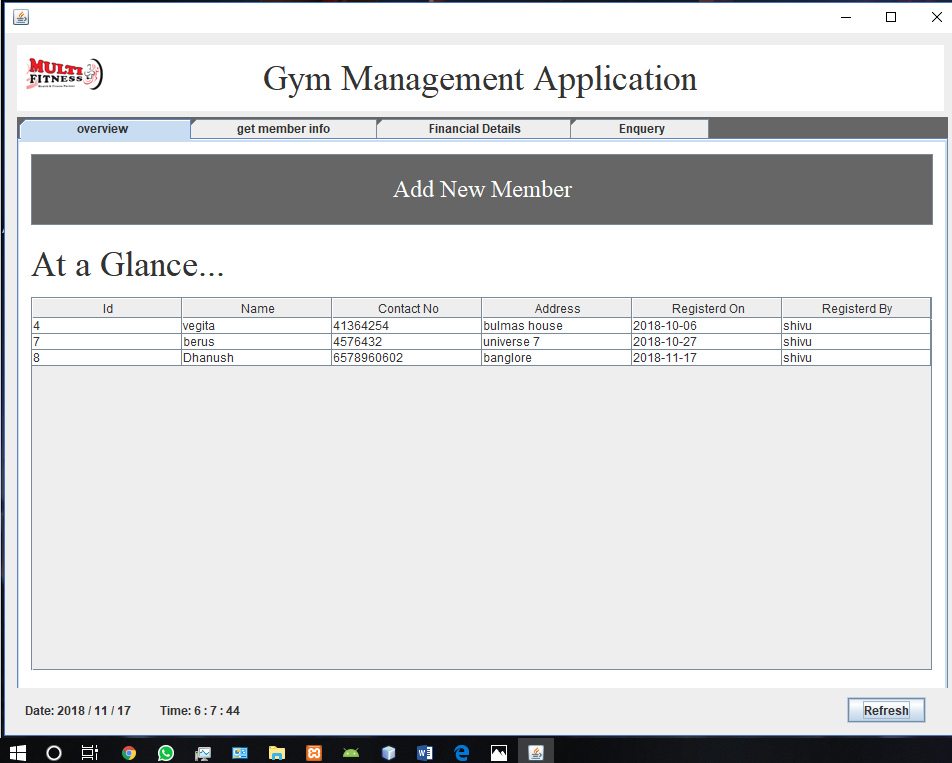 MULTI
FITNESS
Gym Management Application
overview get member info Financial Details Enquery
Add New Member
At a Glance...
Id Name Contact No Address Registerd On Registerd By
4 vegita 41364254 bulmas house 2018-10-06 shivu
7 berus 4576432 universe 7 2018-10-27 shivu
8 Dhanush 6578960602 banglore 2018-11-17 shivu
Date: 2018 / 11 / 17 Time: 6 : 7 : 44 Refresh